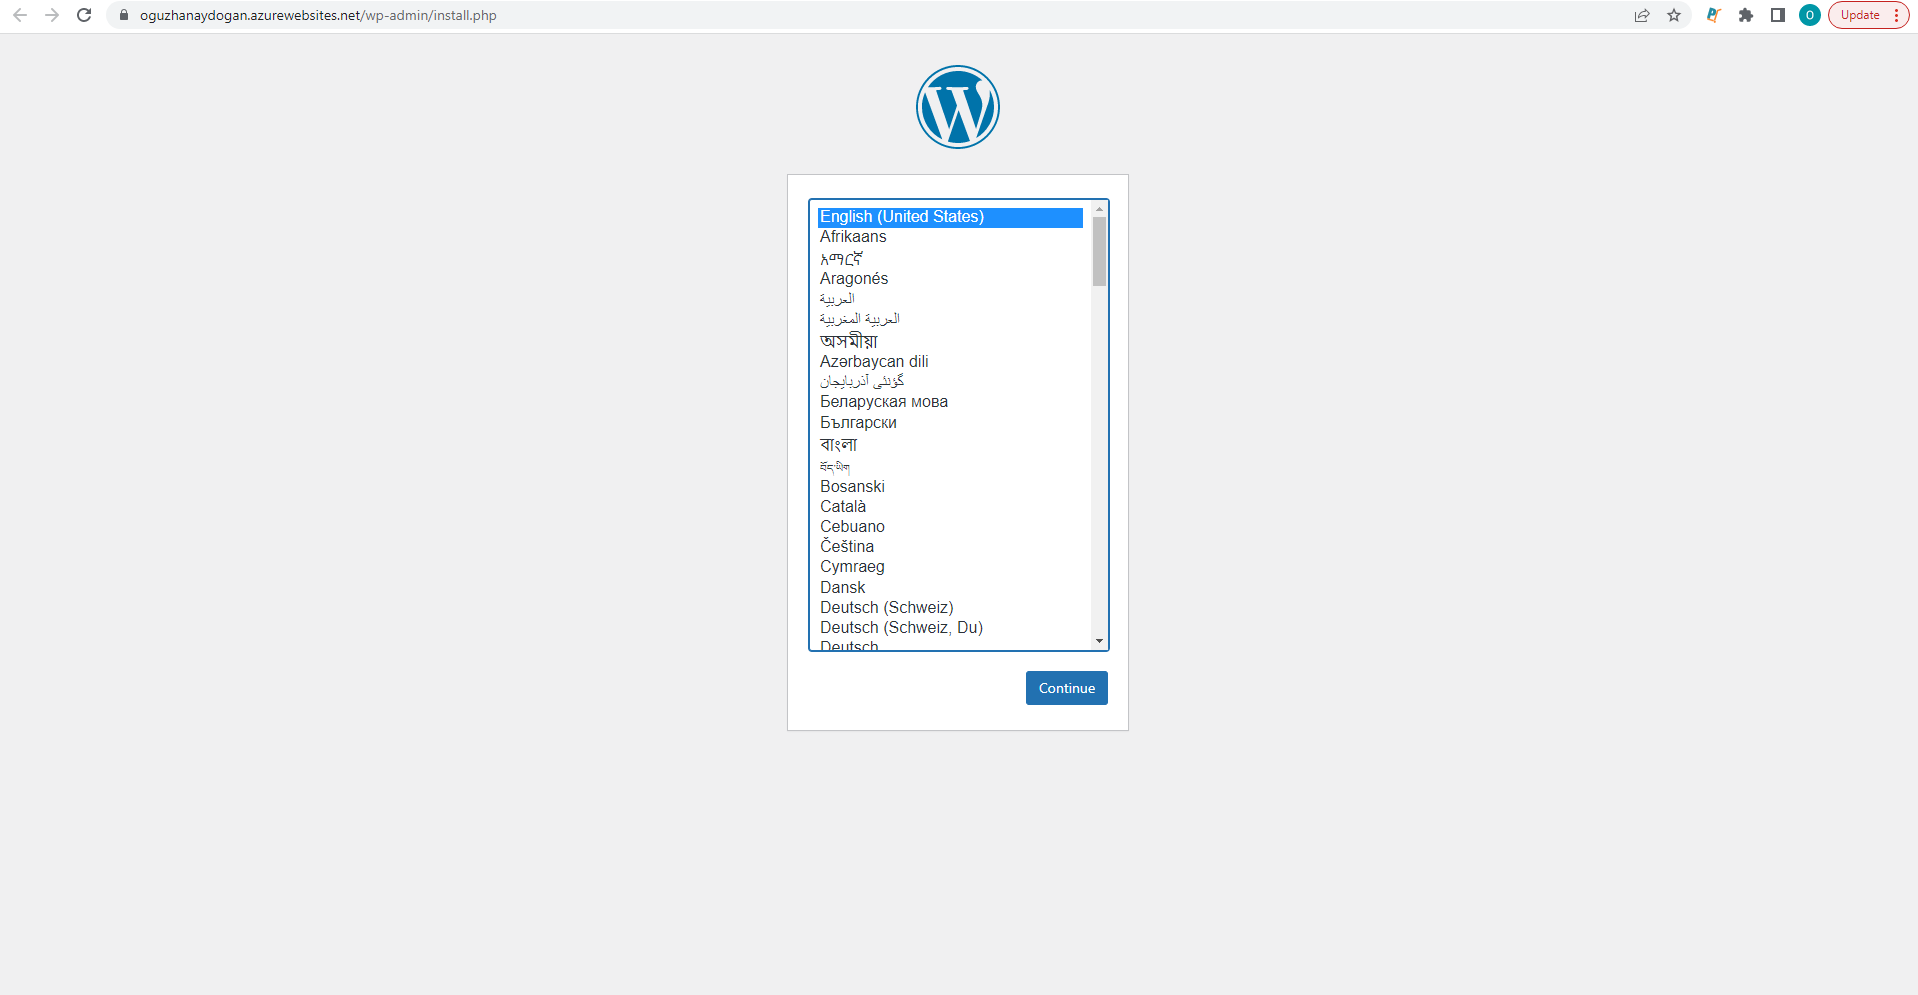 oguzhanaydogan.azurewebsites.net/wp-admin/install.php
O
Update
English (United States)
Afrikaans
አማርኛ
Aragonés
العربية
العربية المغربية
অসমীয়া
Azərbaycan dili
گؤنئی آذربایجان
Беларуская мова
Български
বাংলা
བོད་ཡིག
Bosanski
Català
Cebuano
Čeština
Cymraeg
Dansk
Deutsch (Schweiz)
Deutsch (Schweiz, Du)
Deutsch
Continue